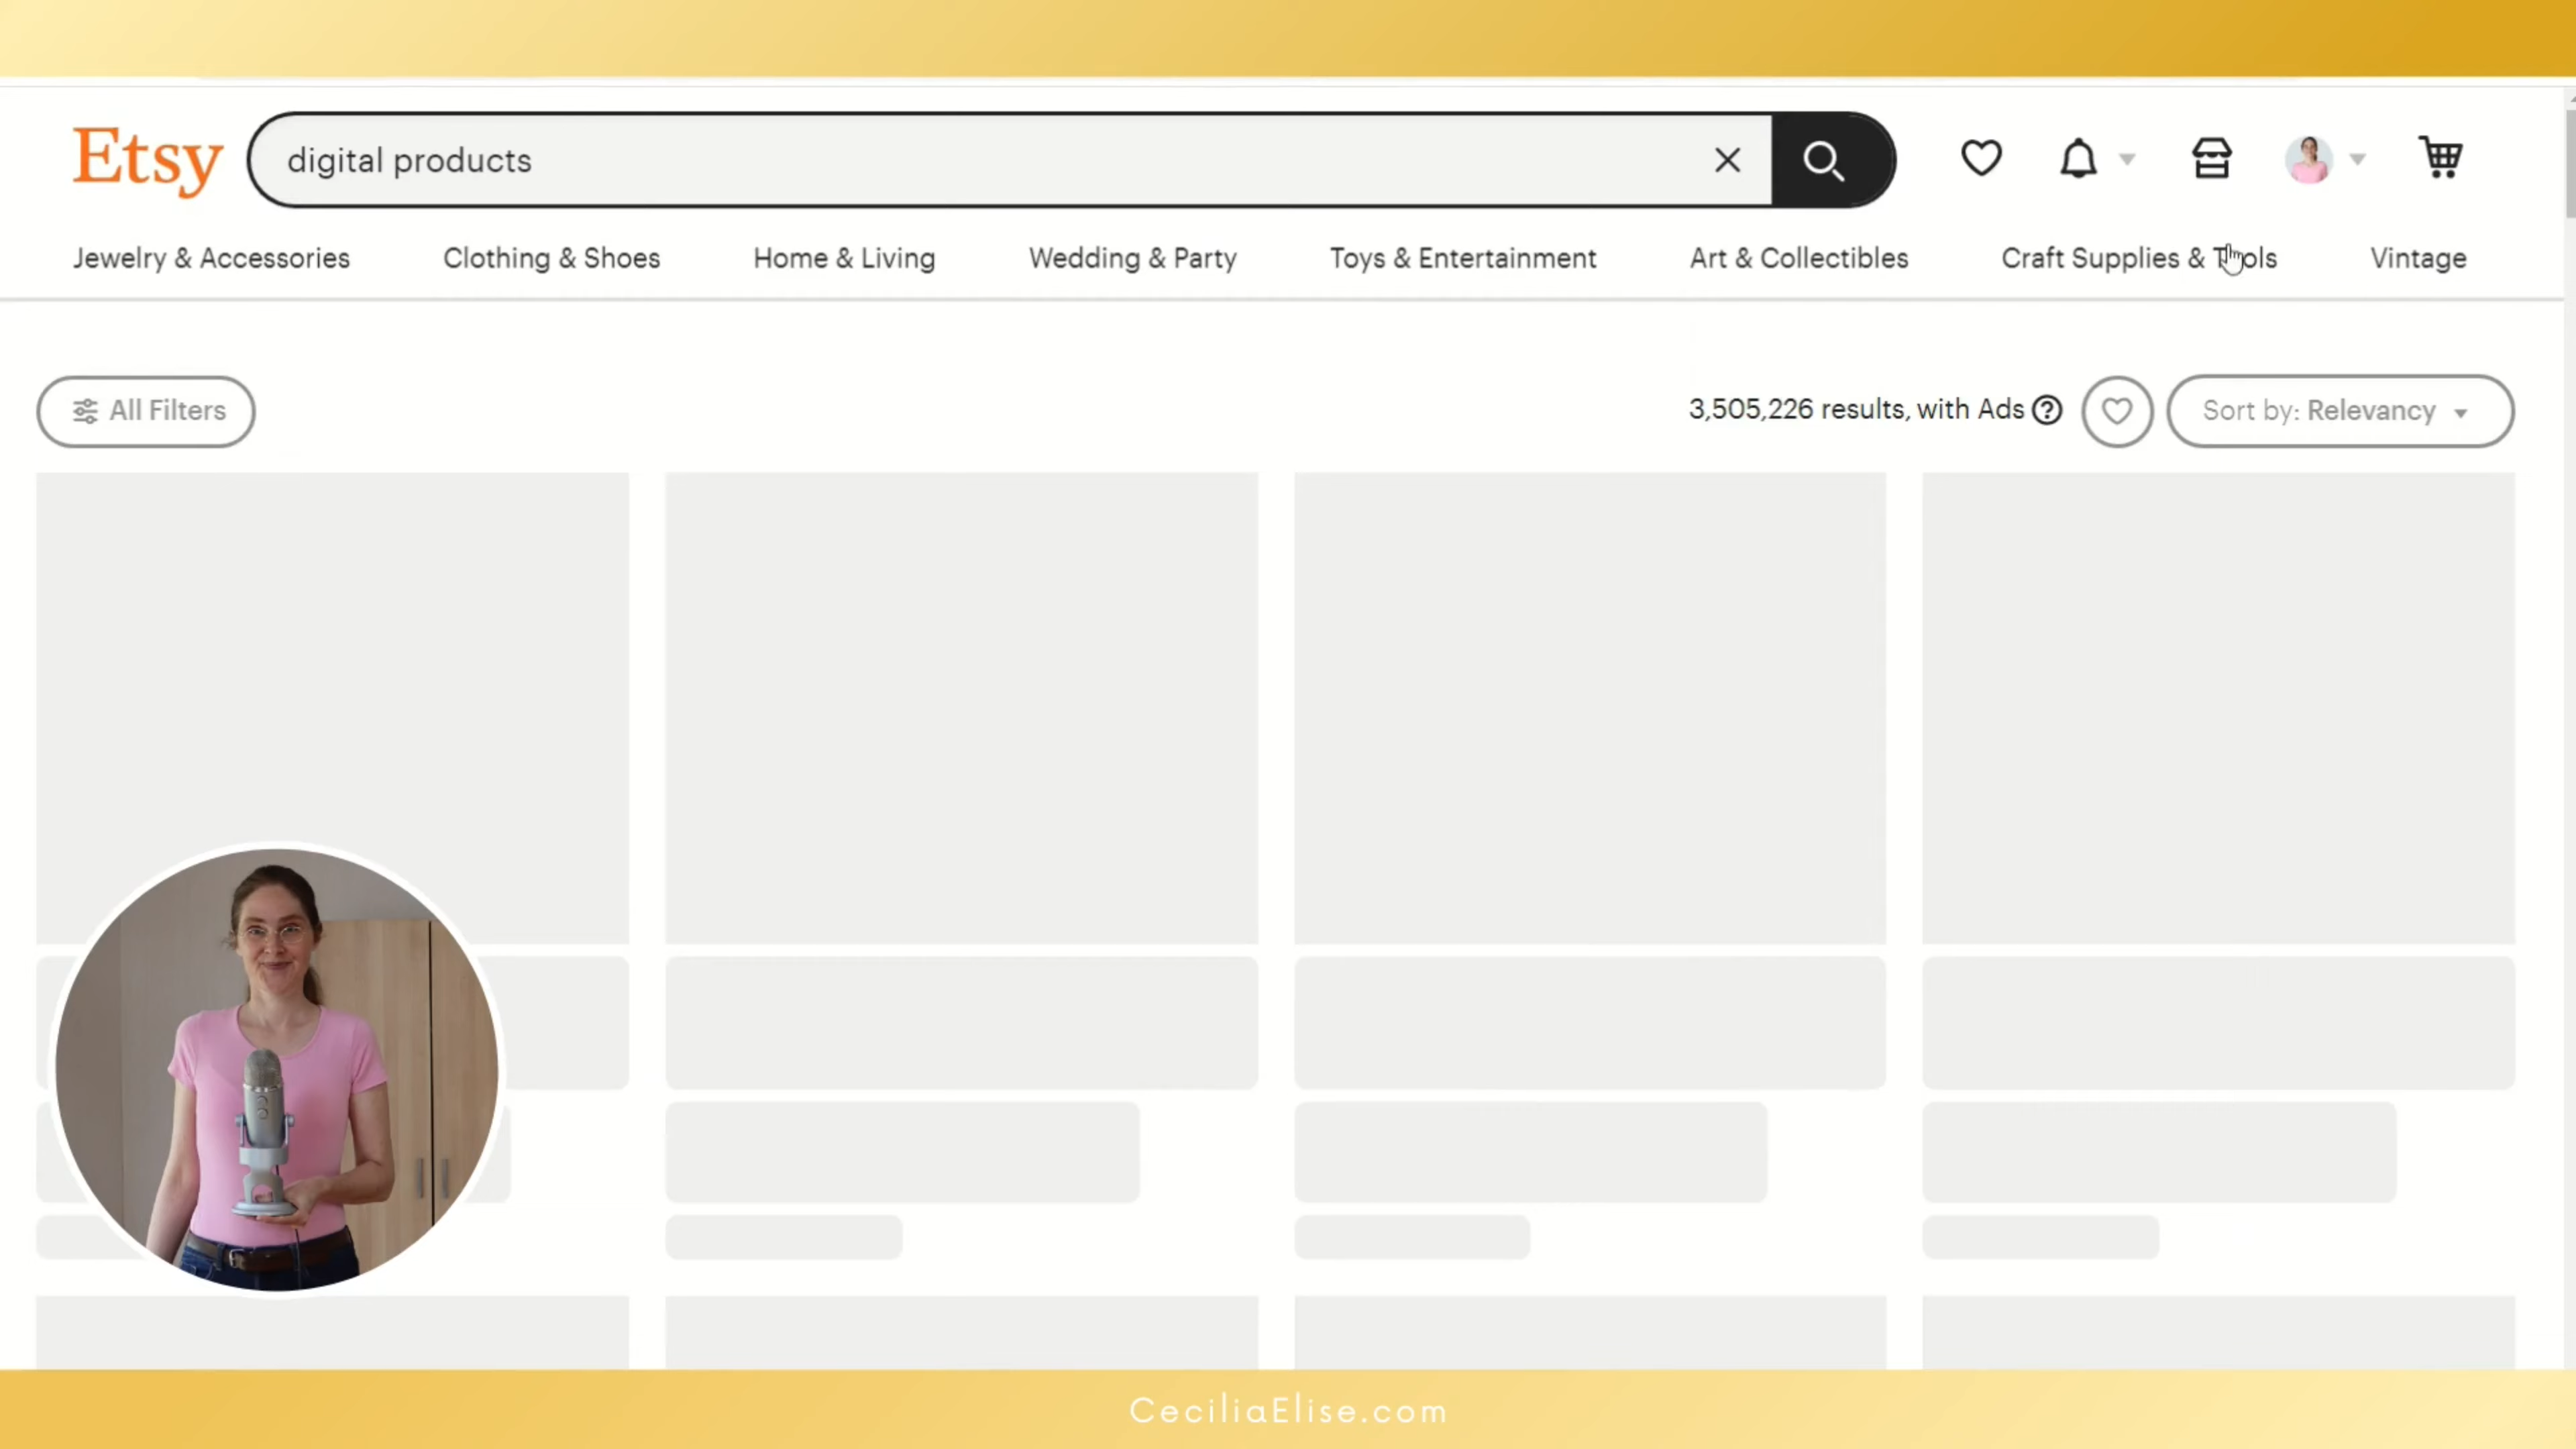 Etsy
digital products
Jewelry & Accessories
Clothing & Shoes
Home & Living
Wedding & Party
Toys & Entertainment
Art & Collectibles
Craft Supplies & Tools
Vintage
All Filters
3,505,226 results, with Ads
Sort by: Relevancy
CeciliaElise.com